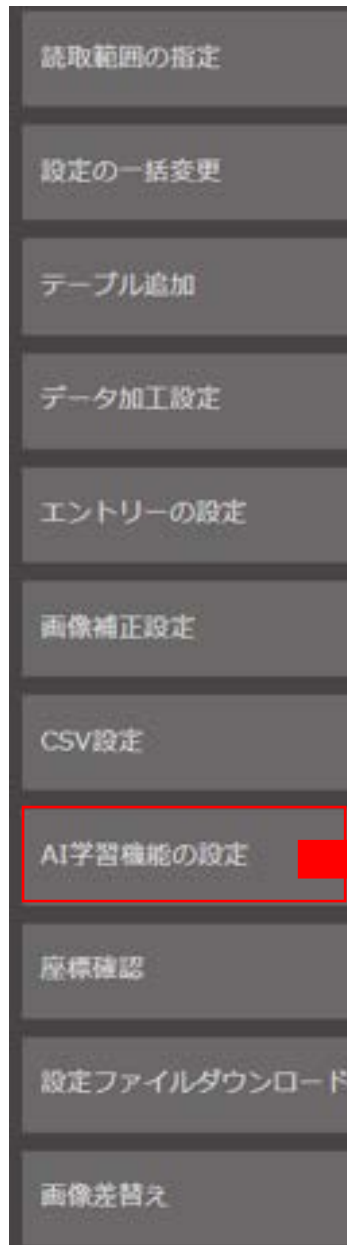 読取範囲の指定
設定の一括変更
テーブル追加
データ加工設定
エントリーの設定
画像補正設定
CSV設定
AI学習機能の設定
座標確認
設定ファイルダウンロード
画像差替え